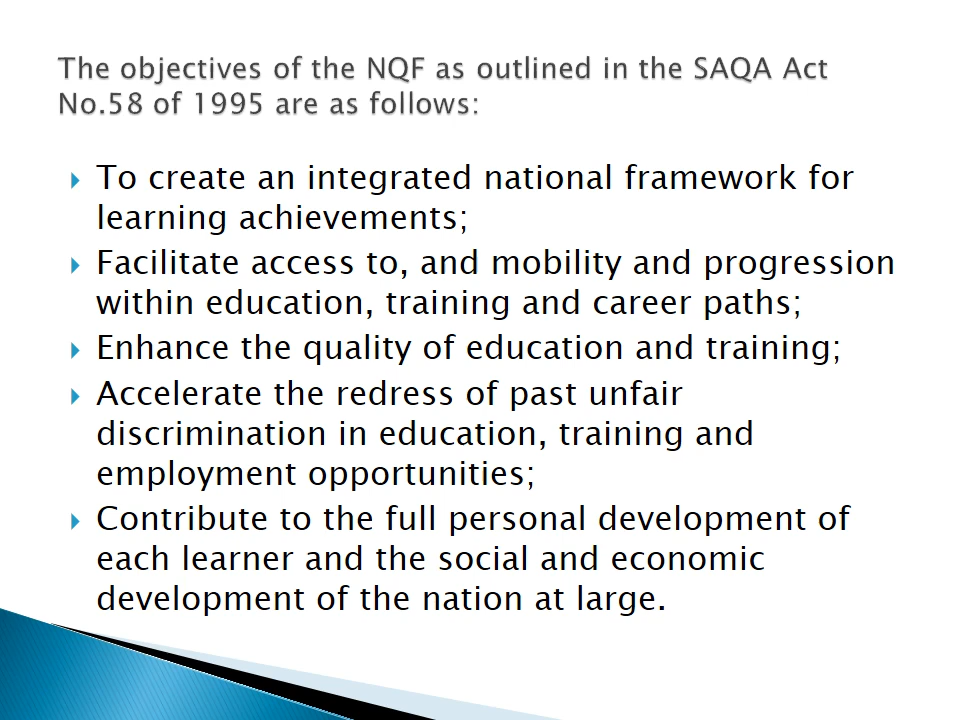 The objectives of the NQF as outlined in the SAQA Act
No.58 of 1995 are as follows:
To create an integrated national framework for
learning achievements;
Facilitate access to, and mobility and progression
within education, training and career paths;
Enhance the quality of education and training;
Accelerate the redress of past unfair
discrimination in education, training and
employment opportunities;
Contribute to the full personal development of
each learner and the social and economic
development of the nation at large.